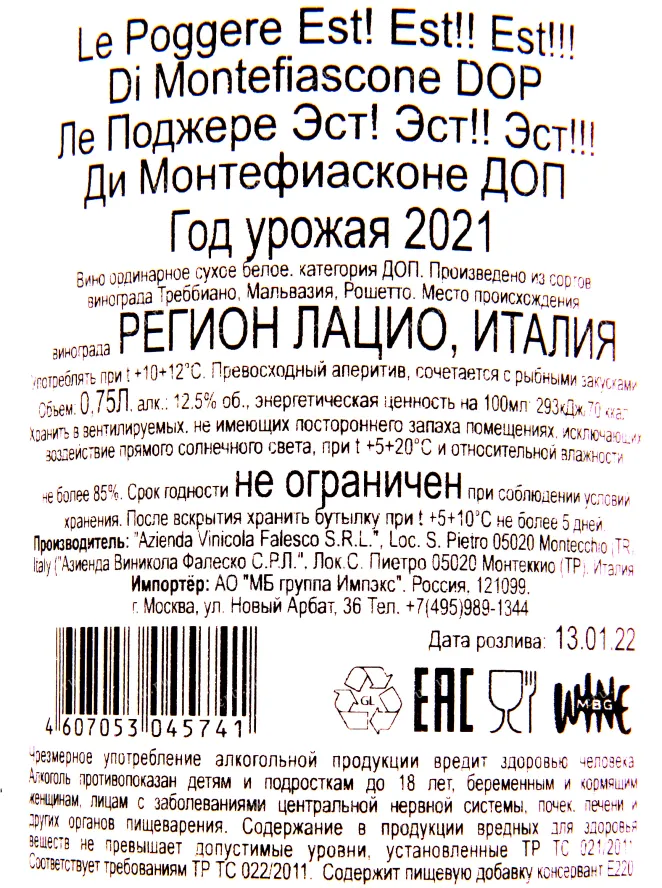 Le Poggere Est! Est!! Est!!!
Di Montefiascone DOP
Ле Поджере Эст! Эст!! Эст!!!
Ди Монтефиасконе ДОП
Год урожая 2021
Вино ординарное сухое белое. категория ДОП. Произведено из сортов
винограда Треббиано, Мальвазия, Рошетто. Место происхождения
винограда РЕГИОН ЛАЦИО, ИТАЛИЯ
Употреблять при t +10+12°C. Превосходный аперитив, сочетается с рыбными закусками
Объем: 0,75Л, алк.: 12.5% об., энергетическая ценность на 100мл: 293кДж/70 ккал
Хранить в вентилируемых, не имеющих постороннего запаха помещениях, исключающих
воздействие прямого солнечного света, при t +5+20°C и относительной влажности
не более 85%. Срок годности не ограничен при соблюдении условий
хранения. После вскрытия хранить бутылку при t +5+10°C не более 5 дней.
Производитель: "Azienda Vinicola Falesco S.R.L.", Loc. S. Pietro 05020 Montecchio (TR),
Italy ("Азиенда Виникола Фалеско С.Р.Л.". Лок.С. Пиетро 05020 Монтеккио (ТР), Италия
Импортёр: АО "МБ группа Импэкс". Россия. 121099.
г. Москва, ул. Новый Арбат, 36 Тел. +7(495)989-1344
Дата розлива: 13.01.22
4 607053 045741
GL
EAC
WINE
MBG
Чрезмерное употребление алкогольной продукции вредит здоровью человека
Алкоголь противопоказан детям и подросткам до 18 лет, беременным и кормящим
женщинам, лицам с заболеваниями центральной нервной системы, почек, печени и
других органов пищеварения. Содержание в продукции вредных для здоровья
веществ не превышает допустимые уровни, установленные ТР ТС 021/2011
Соответствует требованиям ТР ТС 022/2011. Содержит пищевую добавку консервант Е220